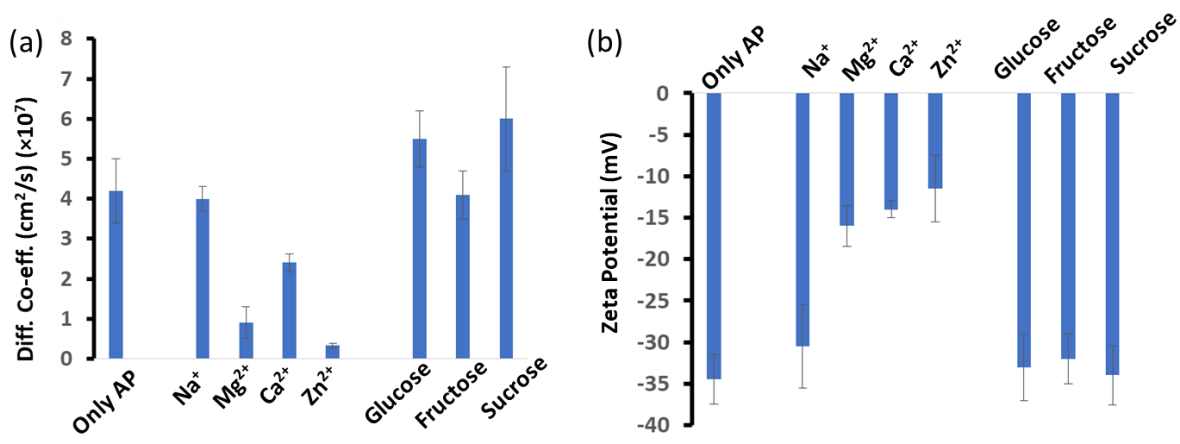 (a)
Diff. Co-eff. (cm²/s) (×10⁷)
8
7
6
5
4
3
2
1
0
Only AP
Na⁺
Mg²⁺
Ca²⁺
Zn²⁺
Glucose
Fructose
Sucrose
(b)
Only AP
Na⁺
Mg²⁺
Ca²⁺
Zn²⁺
Glucose
Fructose
Sucrose
Zeta Potential (mV)
0
-5
-10
-15
-20
-25
-30
-35
-40